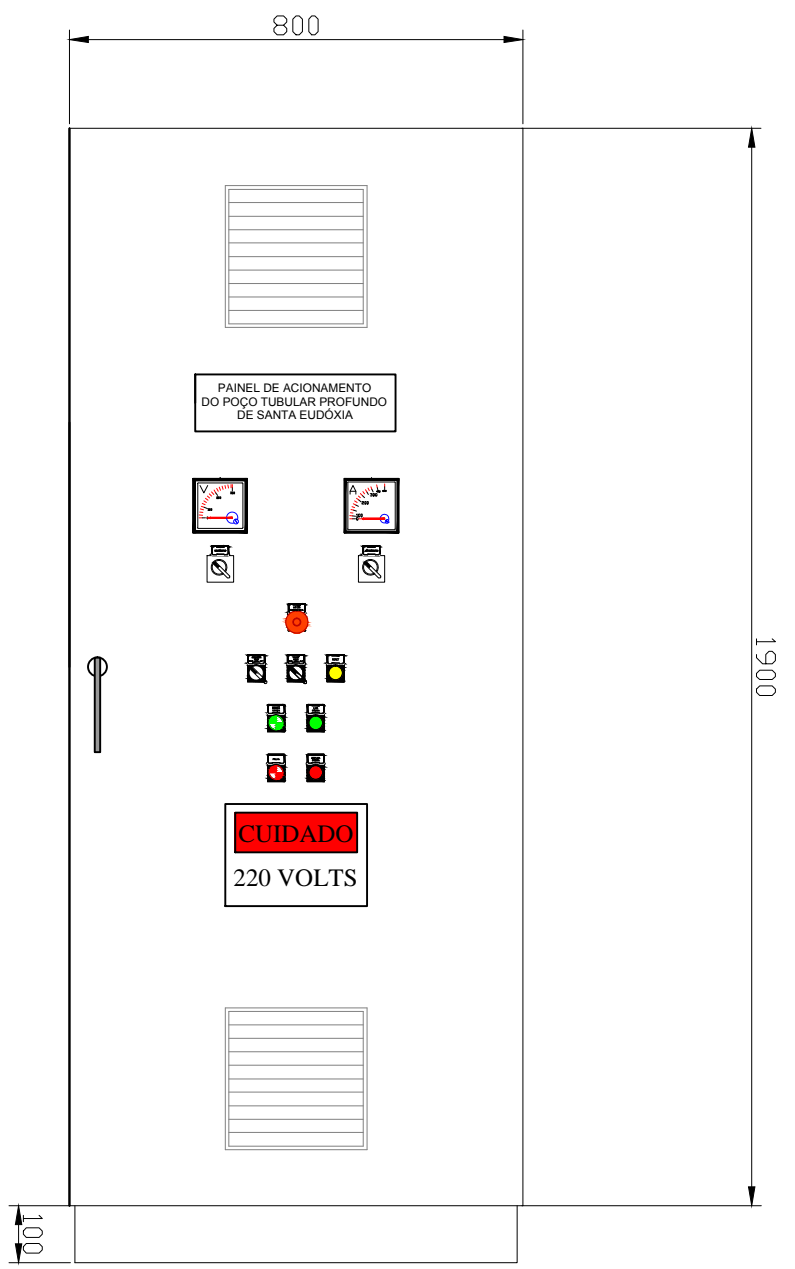 800
PAINEL DE ACIONAMENTO
DO POÇO TUBULAR PROFUNDO
DE SANTA EUDÓXIA
V
A
1900
CUIDADO
220 VOLTS
100